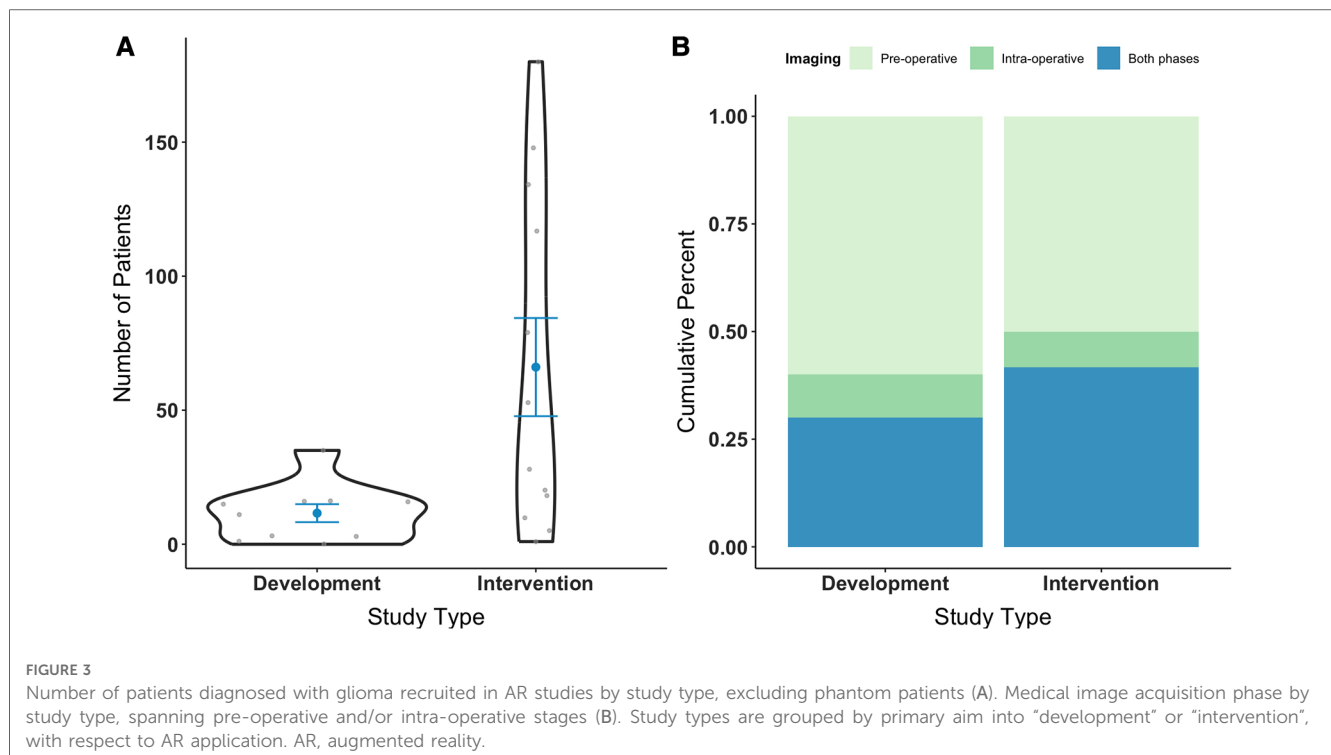 A
B
Imaging Pre-operative Intra-operative Both phases
Number of Patients
150
100
50
0
Development Intervention
Study Type
Cumulative Percent
1.00
0.75
0.50
0.25
0.00
Development Intervention
Study Type
FIGURE 3
Number of patients diagnosed with glioma recruited in AR studies by study type, excluding phantom patients (A). Medical image acquisition phase by
study type, spanning pre-operative and/or intra-operative stages (B). Study types are grouped by primary aim into “development” or “intervention”,
with respect to AR application. AR, augmented reality.